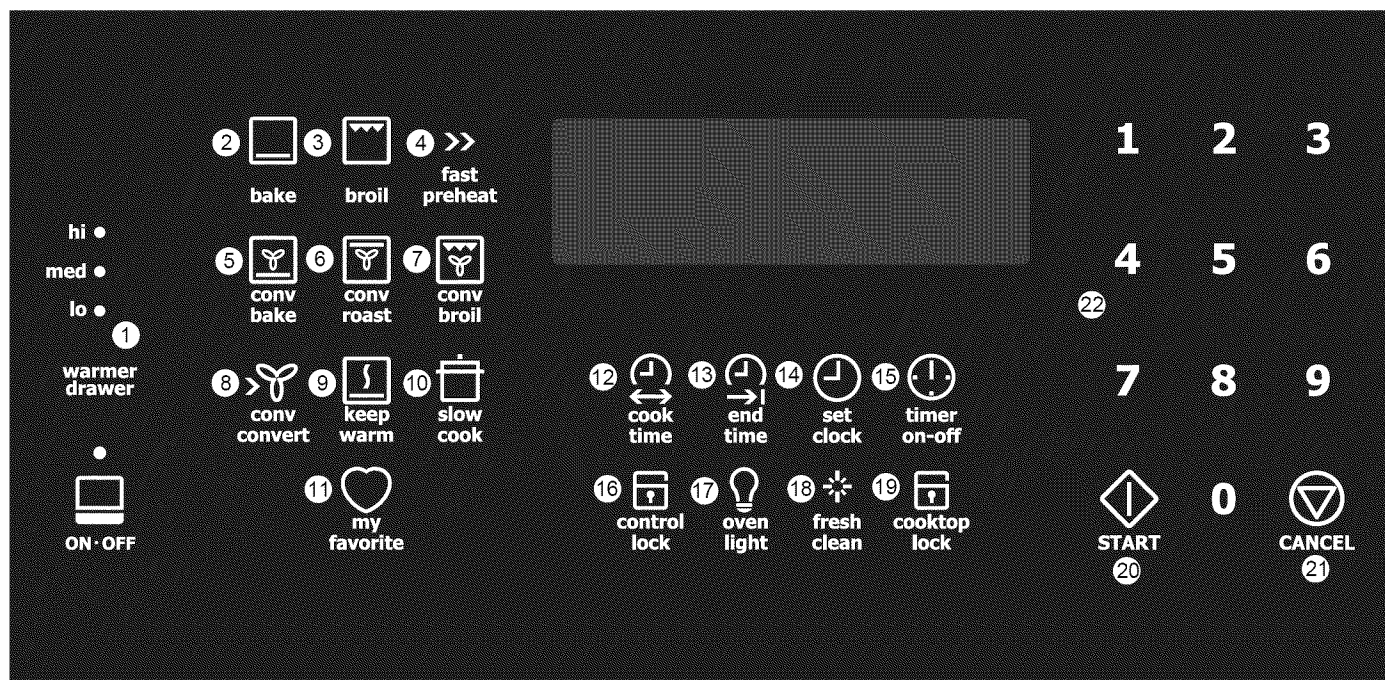 hi
med
lo
1
warmer
drawer
ON·OFF
2
bake
3
broil
4
fast
preheat
5
conv
bake
6
conv
roast
7
conv
broil
8
conv
convert
9
keep
warm
10
slow
cook
11
my
favorite
12
cook
time
13
end
time
14
set
clock
15
timer
on-off
16
control
lock
17
oven
light
18
fresh
clean
19
cooktop
lock
1 2 3
4 5 6
22
7 8 9
0
START
20
CANCEL
21